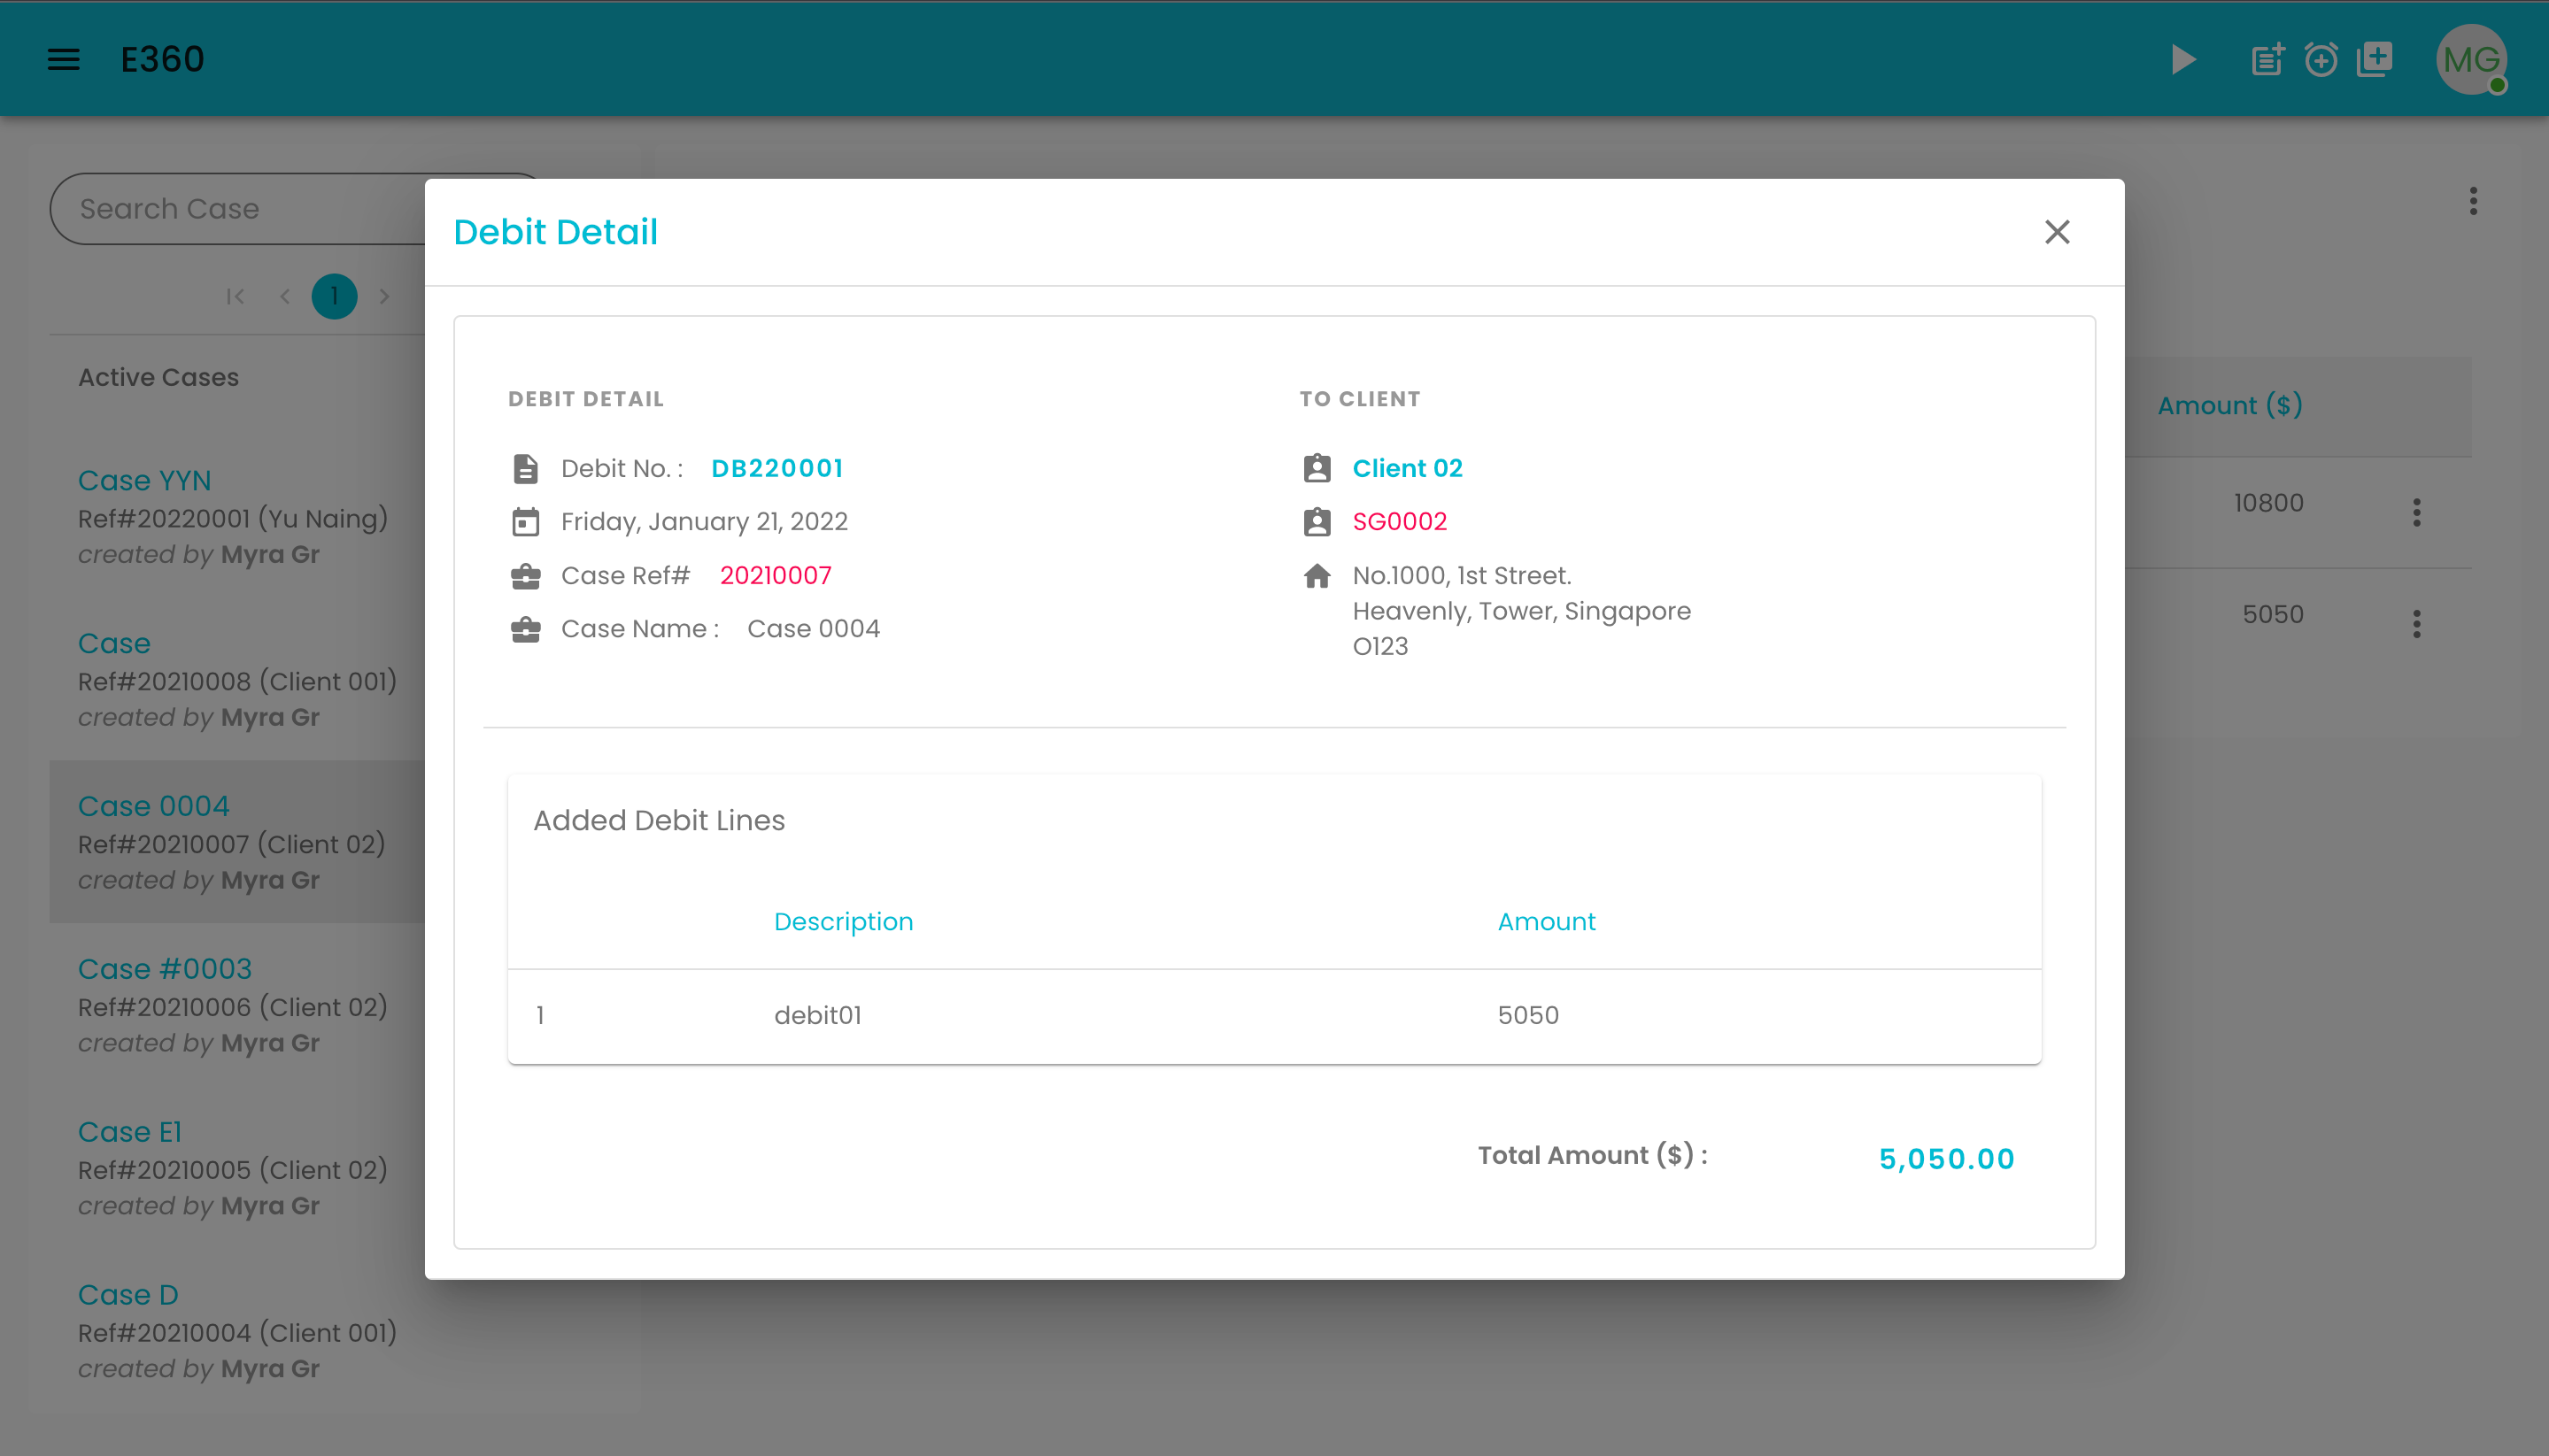 E360
MG
Search Case
1
Active Cases
Case YYN
Ref#20220001 (Yu Naing)
created by Myra Gr
Case
Ref#20210008 (Client 001)
created by Myra Gr
Case 0004
Ref#20210007 (Client 02)
created by Myra Gr
Case #0003
Ref#20210006 (Client 02)
created by Myra Gr
Case E1
Ref#20210005 (Client 02)
created by Myra Gr
Case D
Ref#20210004 (Client 001)
created by Myra Gr
Debit Detail
DEBIT DETAIL
Debit No. : DB220001
Friday, January 21, 2022
Case Ref# 20210007
Case Name : Case 0004
TO CLIENT
Client 02
SG0002
No.1000, 1st Street.
Heavenly, Tower, Singapore
O123
Added Debit Lines
Description Amount
1 debit01 5050
Total Amount ($) : 5,050.00
Amount ($)
10800
5050